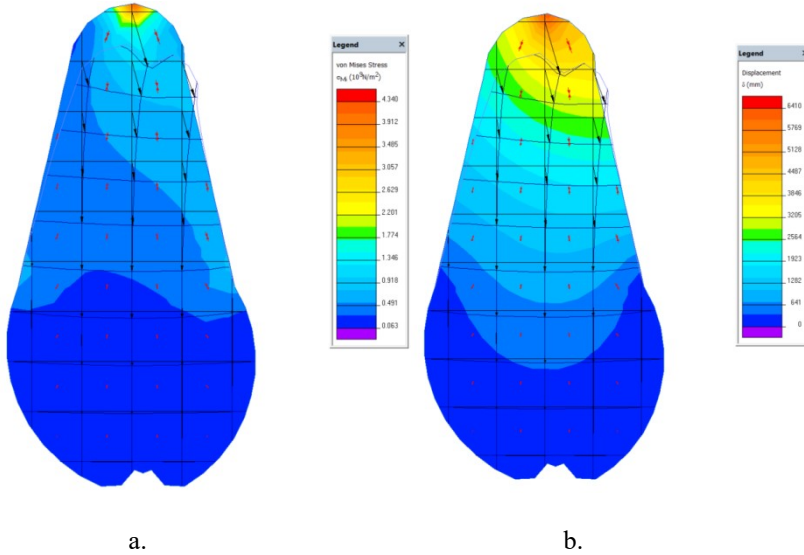 Legend X
von Mises Stress
(10⁹N/m²)
4.340
3.912
3.485
3.057
2.629
2.201
1.774
1.346
0.918
0.491
0.063
Legend
Displacement
δ (mm)
6410
5769
5128
4487
3846
3205
2564
1923
1282
641
0
a.
b.